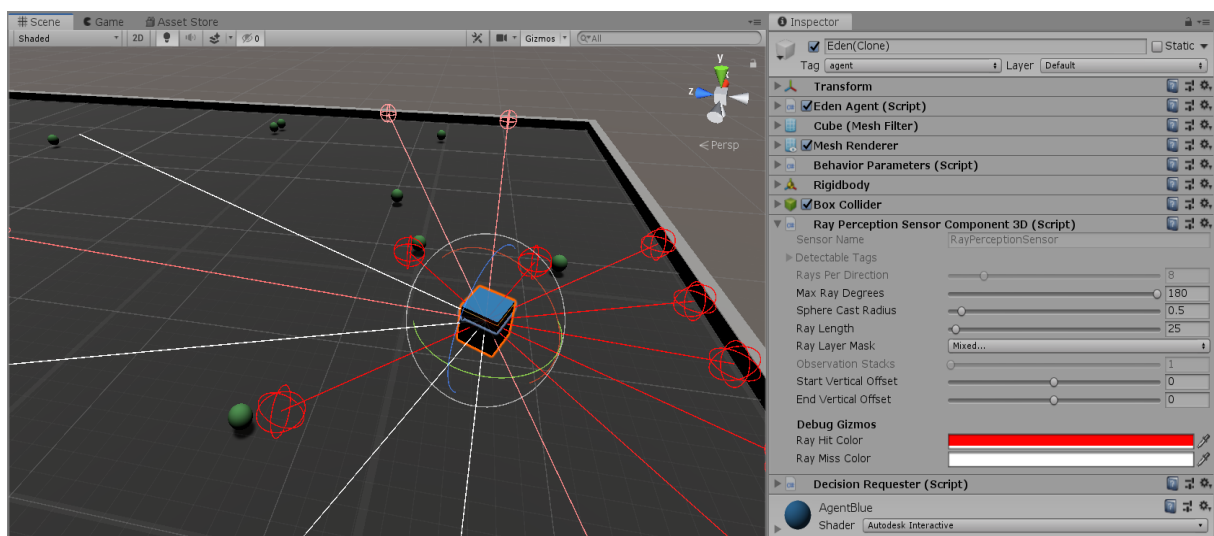 Scene Game Asset Store
Shaded 2D 0 Gizmos All
y
z
Persp
Inspector
Eden(Clone) Static
Tag agent Layer Default
Transform
Eden Agent (Script)
Cube (Mesh Filter)
Mesh Renderer
Behavior Parameters (Script)
Rigidbody
Box Collider
Ray Perception Sensor Component 3D (Script)
Sensor Name RayPerceptionSensor
Detectable Tags
Rays Per Direction 8
Max Ray Degrees 180
Sphere Cast Radius 0.5
Ray Length 25
Ray Layer Mask Mixed...
Observation Stacks 1
Start Vertical Offset 0
End Vertical Offset 0
Debug Gizmos
Ray Hit Color
Ray Miss Color
Decision Requester (Script)
AgentBlue
Shader Autodesk Interactive